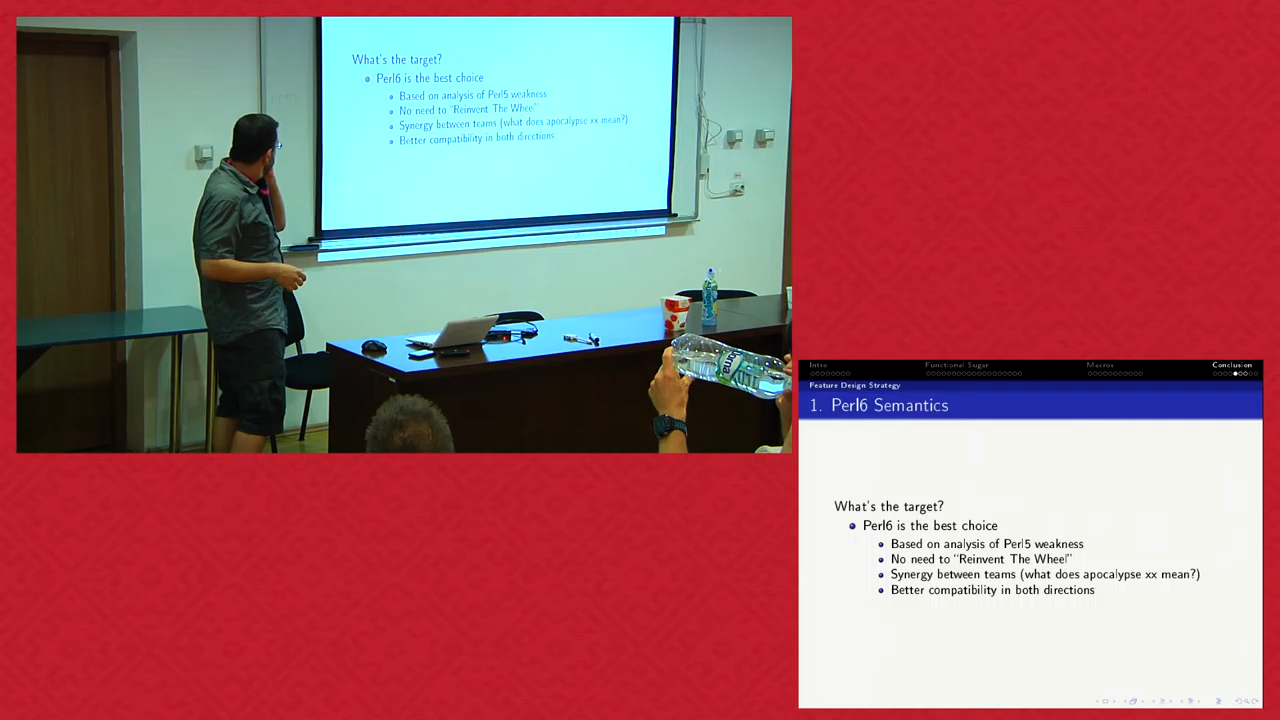 What's the target?
Perl6 is the best choice
Based on analysis of Perl5 weakness
No need to "Reinvent The Wheel"
Synergy between teams (what does apocalypse xx mean?)
Better compatibility in both directions
Intro
Functional Sugar
Macros
Conclusion
Feature Design Strategy
1. Perl6 Semantics
What's the target?
Perl6 is the best choice
Based on analysis of Perl5 weakness
No need to "Reinvent The Wheel"
Synergy between teams (what does apocalypse xx mean?)
Better compatibility in both directions